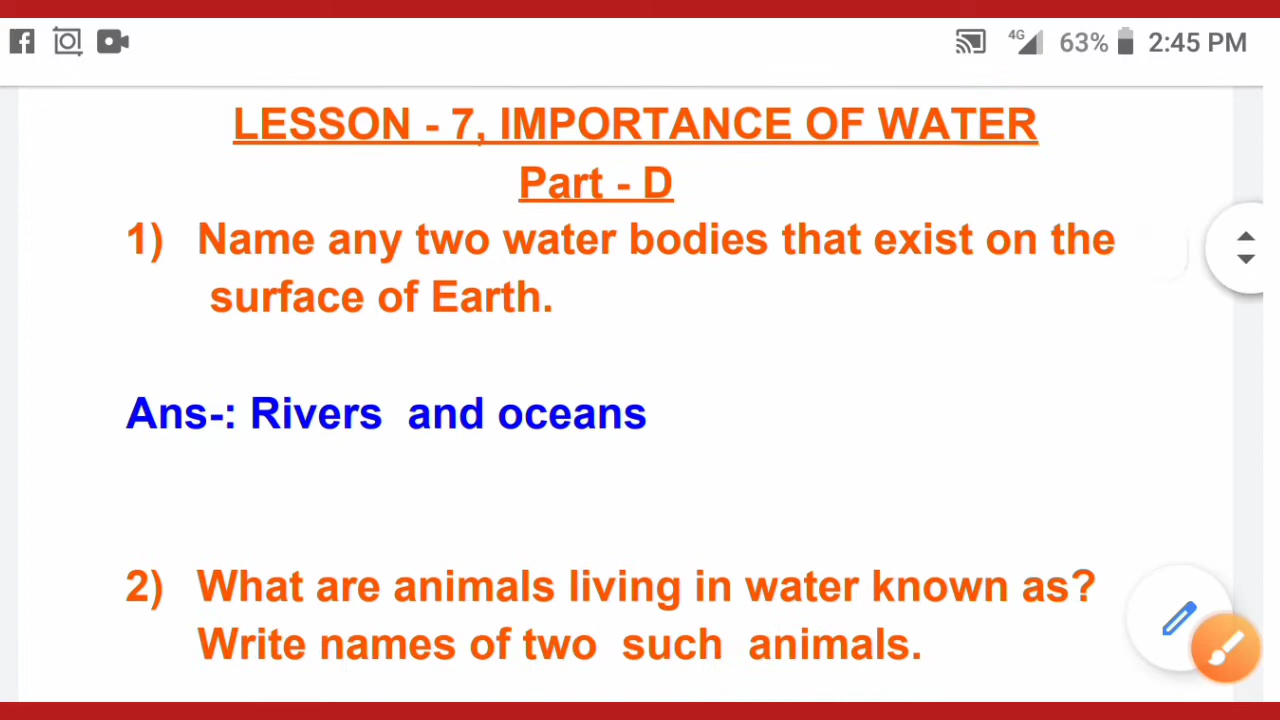 4G 63% 2:45 PM
LESSON - 7, IMPORTANCE OF WATER
Part - D
1) Name any two water bodies that exist on the
surface of Earth.
Ans-: Rivers and oceans
2) What are animals living in water known as?
Write names of two such animals.